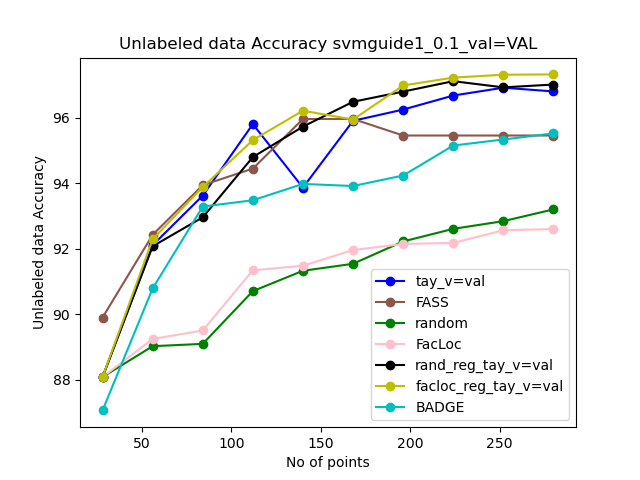 Unlabeled data Accuracy svmguide1_0.1_val=VAL
Unlabeled data Accuracy
96
94
92
90
88
50
100
150
200
250
No of points
tay_v=val
FASS
random
FacLoc
rand_reg_tay_v=val
facloc_reg_tay_v=val
BADGE